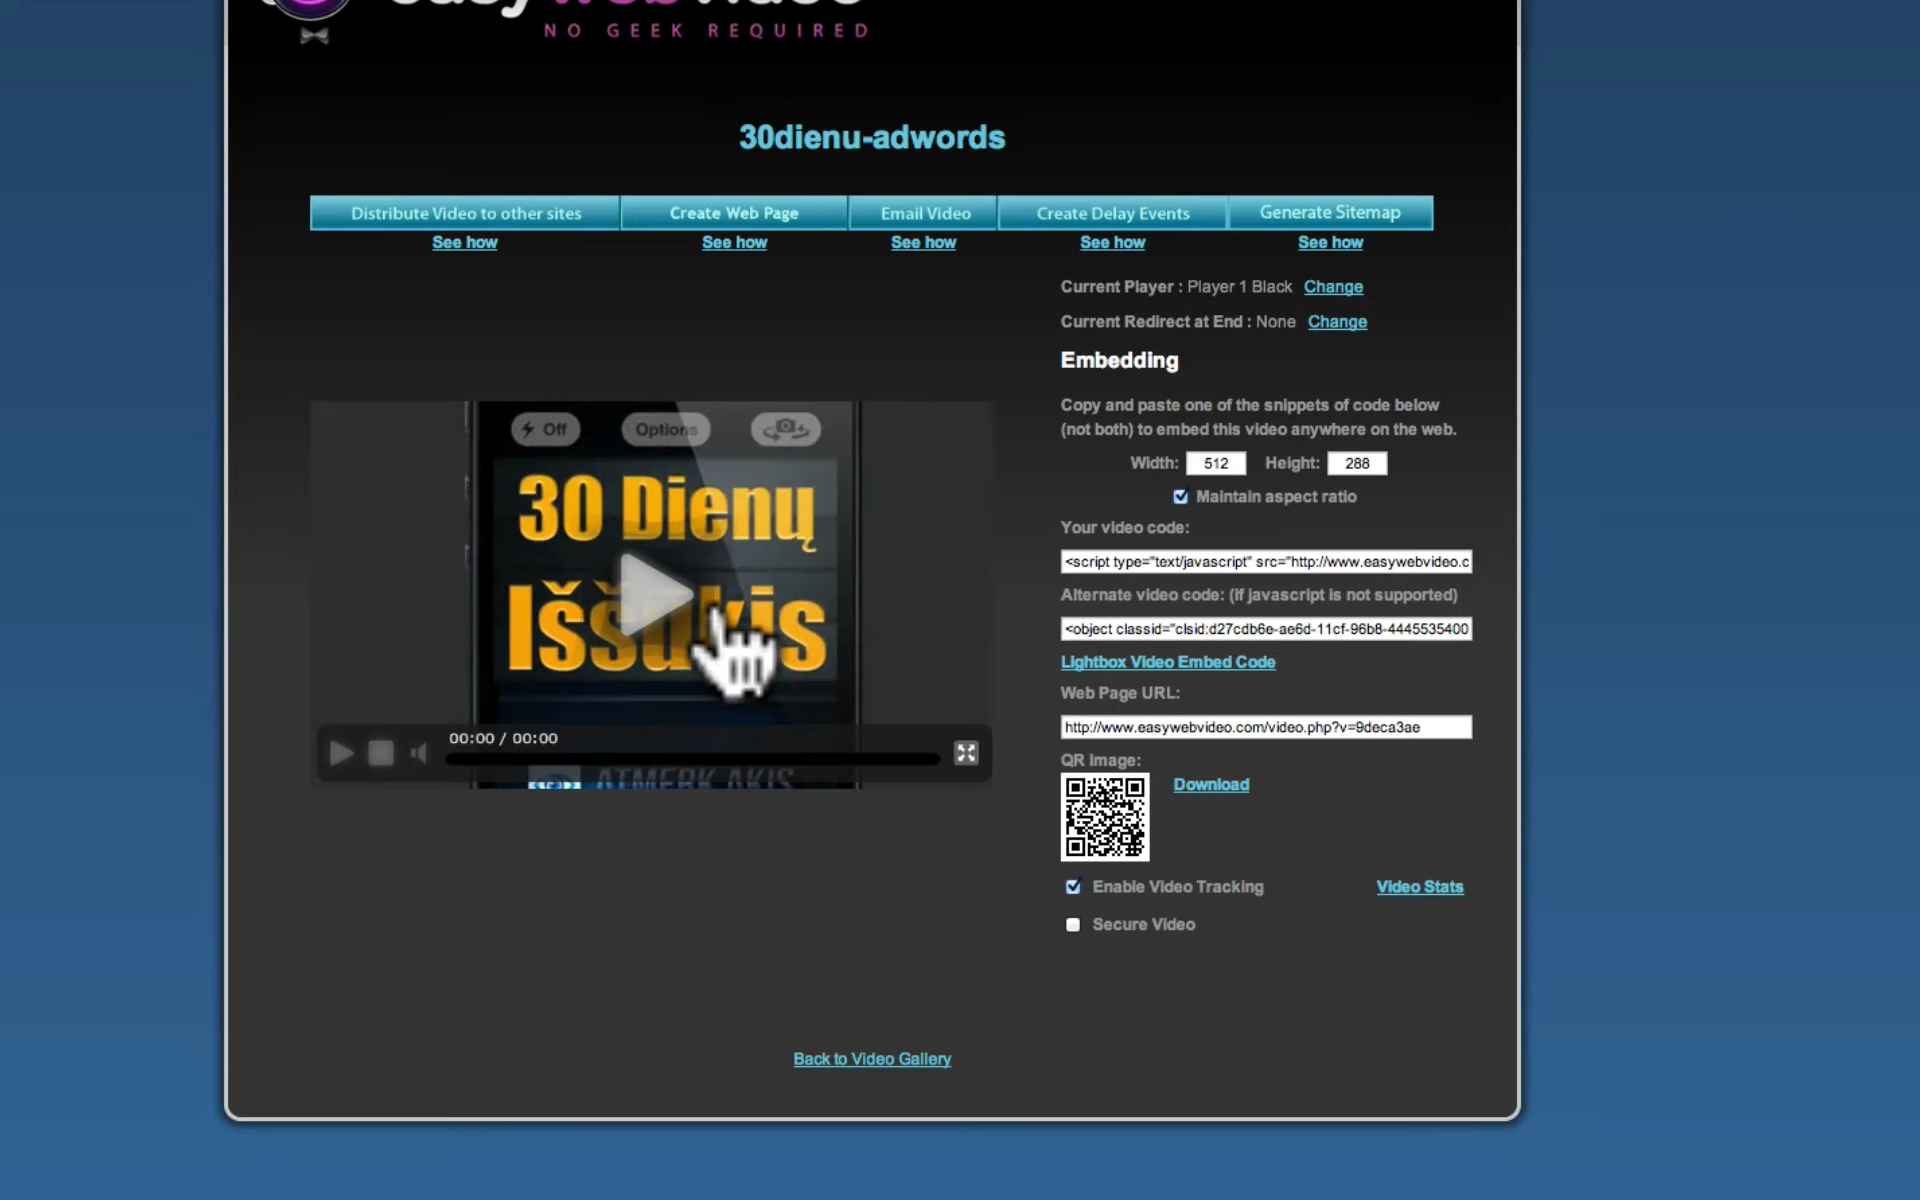 easywebvideo
NO GEEK REQUIRED
30dienu-adwords
Distribute Video to other sites
Create Web Page
Email Video
Create Delay Events
Generate Sitemap
See how
See how
See how
See how
See how
Current Player : Player 1 Black Change
Current Redirect at End : None Change
Embedding
Copy and paste one of the snippets of code below
(not both) to embed this video anywhere on the web.
Width: 512 Height: 288
Maintain aspect ratio
Your video code:
<script type="text/javascript" src="http://www.easywebvideo.c
Alternate video code: (if javascript is not supported)
<object classid="clsid:d27cdb6e-ae6d-11cf-96b8-4445535400
Lightbox Video Embed Code
Web Page URL:
http://www.easywebvideo.com/video.php?v=9deca3ae
QR Image:
Download
Enable Video Tracking
Video Stats
Secure Video
Off
Options
30 Dienų
Iššūkis
00:00 / 00:00
Back to Video Gallery